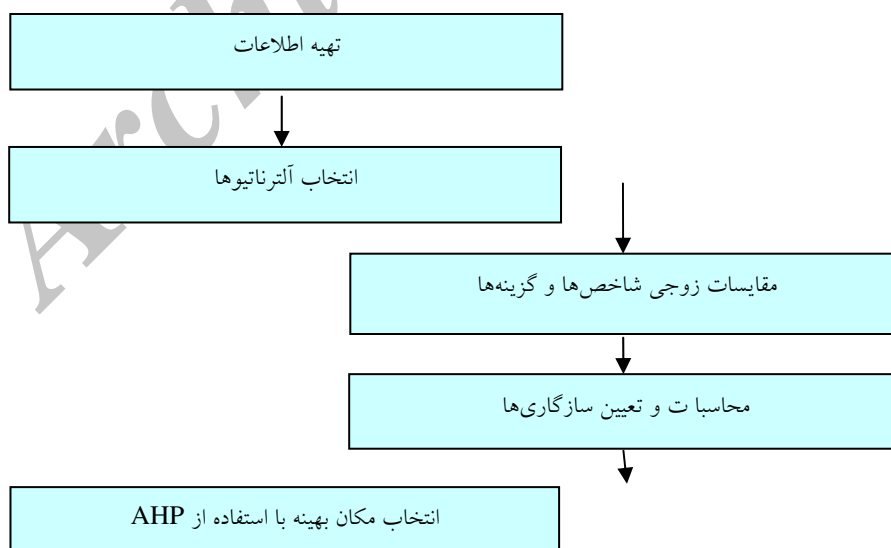 تهیه اطلاعات
انتخاب آلترناتیوها
مقایسات زوجی شاخص‌ها و گزینه‌ها
محاسبا ت و تعیین سازگاری‌ها
انتخاب مکان بهینه با استفاده از AHP